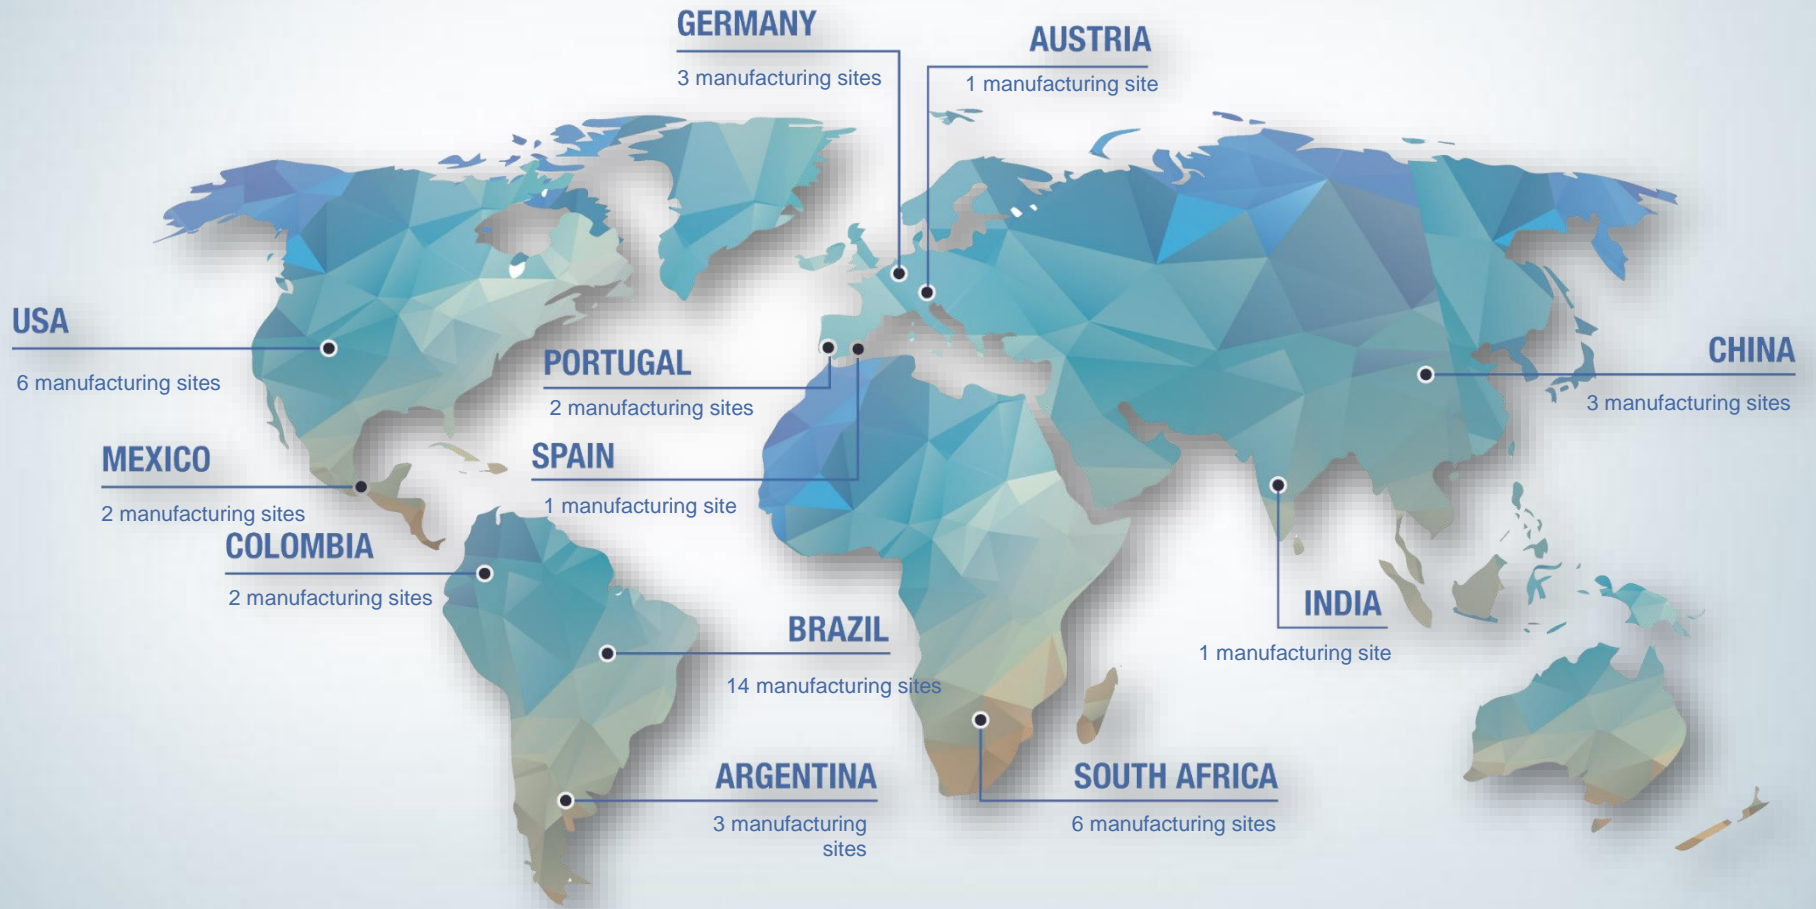 GERMANY
3 manufacturing sites
AUSTRIA
1 manufacturing site
USA
6 manufacturing sites
PORTUGAL
2 manufacturing sites
CHINA
3 manufacturing sites
MEXICO
2 manufacturing sites
SPAIN
1 manufacturing site
COLOMBIA
2 manufacturing sites
BRAZIL
14 manufacturing sites
INDIA
1 manufacturing site
ARGENTINA
3 manufacturing
sites
SOUTH AFRICA
6 manufacturing sites